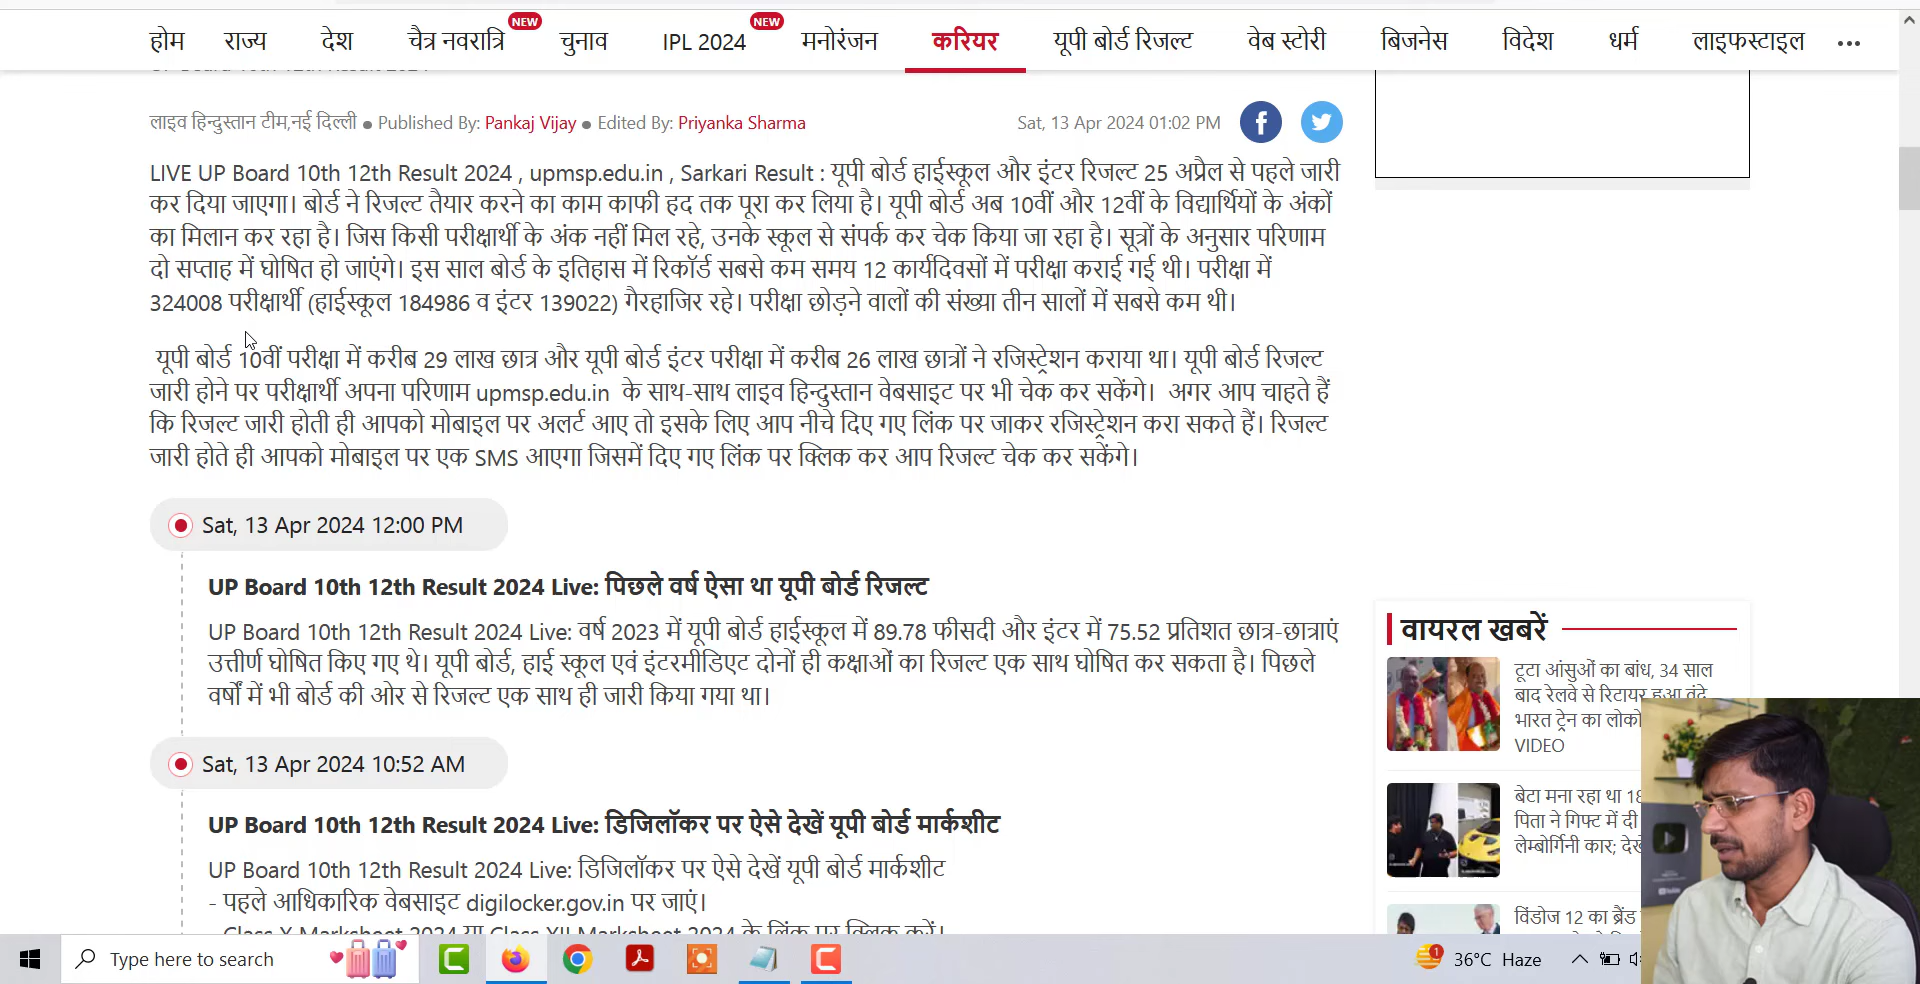 होम राज्य देश चैत्र नवरात्रि NEW चुनाव IPL 2024 NEW मनोरंजन करियर यूपी बोर्ड रिजल्ट वेब स्टोरी बिजनेस विदेश धर्म लाइफस्टाइल
लाइव हिन्दुस्तान टीम,नई दिल्ली ● Published By: Pankaj Vijay ● Edited By: Priyanka Sharma
Sat, 13 Apr 2024 01:02 PM
LIVE UP Board 10th 12th Result 2024 , upmsp.edu.in , Sarkari Result : यूपी बोर्ड हाईस्कूल और इंटर रिजल्ट 25 अप्रैल से पहले जारी
कर दिया जाएगा। बोर्ड ने रिजल्ट तैयार करने का काम काफी हद तक पूरा कर लिया है। यूपी बोर्ड अब 10वीं और 12वीं के विद्यार्थियों के अंकों
का मिलान कर रहा है। जिस किसी परीक्षार्थी के अंक नहीं मिल रहे, उनके स्कूल से संपर्क कर चेक किया जा रहा है। सूत्रों के अनुसार परिणाम
दो सप्ताह में घोषित हो जाएंगे। इस साल बोर्ड के इतिहास में रिकॉर्ड सबसे कम समय 12 कार्यदिवसों में परीक्षा कराई गई थी। परीक्षा में
324008 परीक्षार्थी (हाईस्कूल 184986 व इंटर 139022) गैरहाजिर रहे। परीक्षा छोड़ने वालों की संख्या तीन सालों में सबसे कम थी।
यूपी बोर्ड 10वीं परीक्षा में करीब 29 लाख छात्र और यूपी बोर्ड इंटर परीक्षा में करीब 26 लाख छात्रों ने रजिस्ट्रेशन कराया था। यूपी बोर्ड रिजल्ट
जारी होने पर परीक्षार्थी अपना परिणाम upmsp.edu.in के साथ-साथ लाइव हिन्दुस्तान वेबसाइट पर भी चेक कर सकेंगे। अगर आप चाहते हैं
कि रिजल्ट जारी होती ही आपको मोबाइल पर अलर्ट आए तो इसके लिए आप नीचे दिए गए लिंक पर जाकर रजिस्ट्रेशन करा सकते हैं। रिजल्ट
जारी होते ही आपको मोबाइल पर एक SMS आएगा जिसमें दिए गए लिंक पर क्लिक कर आप रिजल्ट चेक कर सकेंगे।
Sat, 13 Apr 2024 12:00 PM
UP Board 10th 12th Result 2024 Live: पिछले वर्ष ऐसा था यूपी बोर्ड रिजल्ट
UP Board 10th 12th Result 2024 Live: वर्ष 2023 में यूपी बोर्ड हाईस्कूल में 89.78 फीसदी और इंटर में 75.52 प्रतिशत छात्र-छात्राएं
उत्तीर्ण घोषित किए गए थे। यूपी बोर्ड, हाई स्कूल एवं इंटरमीडिएट दोनों ही कक्षाओं का रिजल्ट एक साथ घोषित कर सकता है। पिछले
वर्षों में भी बोर्ड की ओर से रिजल्ट एक साथ ही जारी किया गया था।
Sat, 13 Apr 2024 10:52 AM
UP Board 10th 12th Result 2024 Live: डिजिलॉकर पर ऐसे देखें यूपी बोर्ड मार्कशीट
UP Board 10th 12th Result 2024 Live: डिजिलॉकर पर ऐसे देखें यूपी बोर्ड मार्कशीट
- पहले आधिकारिक वेबसाइट digilocker.gov.in पर जाएं।
- Class X Marksheet 2024 या Class XII Marksheet 2024 के लिंक पर क्लिक करें।
वायरल खबरें
टूटा आंसुओं का बांध, 34 साल
बाद रेलवे से रिटायर हुआ वंदे
भारत ट्रेन का
VIDEO
बेटा मना रहा था
पिता ने गिफ्ट में दी
लेम्बोर्गिनी कार;
विंडोज 12 का ब्रैंड
Type here to search
36°C Haze